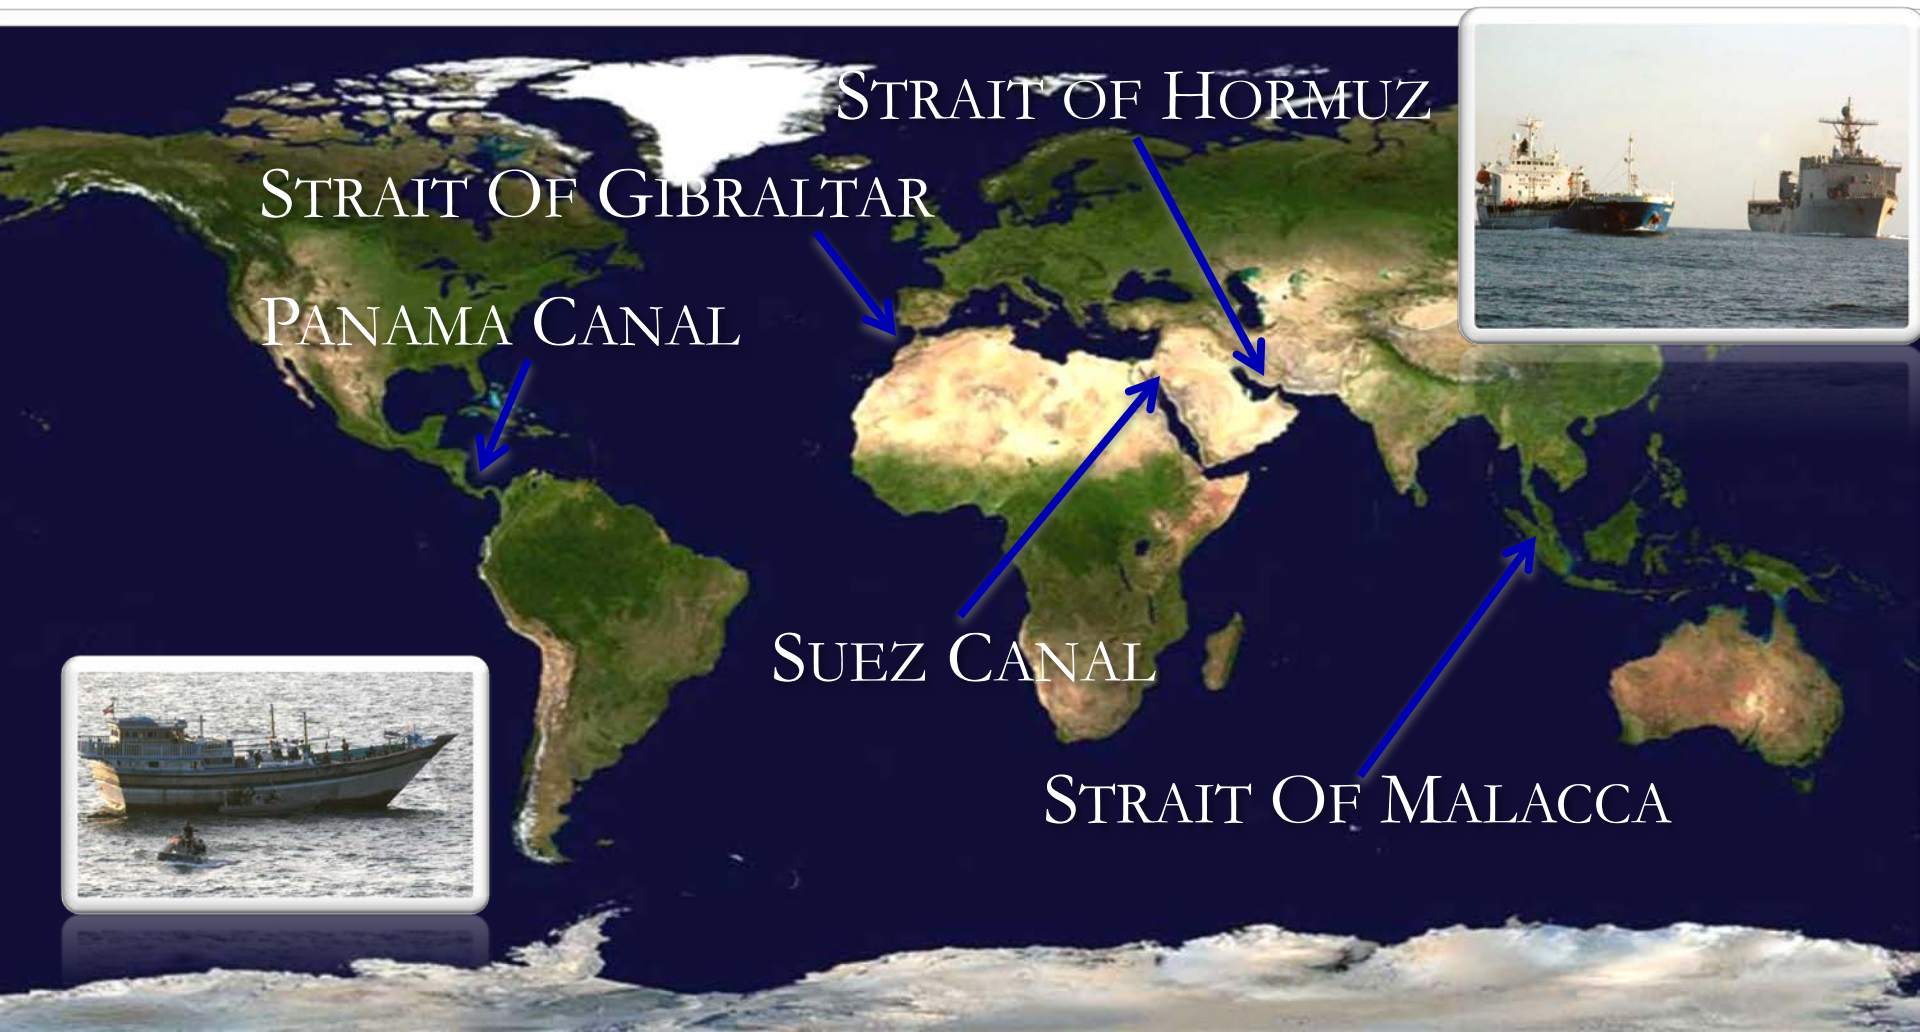 Strait of Hormuz
Strait Of Gibraltar
Panama Canal
Suez Canal
Strait Of Malacca